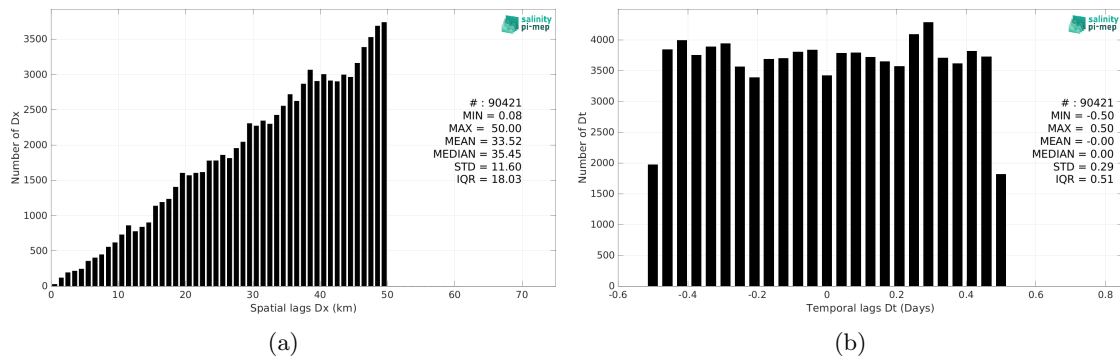 salinity
pi-mep
Number of Dx
3500
3000
2500
2000
1500
1000
500
0
# : 90421
MIN = 0.08
MAX = 50.00
MEAN = 33.52
MEDIAN = 35.45
STD = 11.60
IQR = 18.03
0 10 20 30 40 50 60 70
Spatial lags Dx (km)
(a)
salinity
pi-mep
Number of Dt
4000
3500
3000
2500
2000
1500
1000
500
0
# : 90421
MIN = -0.50
MAX = 0.50
MEAN = -0.00
MEDIAN = 0.00
STD = 0.29
IQR = 0.51
-0.6 -0.4 -0.2 0 0.2 0.4 0.6 0.8
Temporal lags Dt (Days)
(b)